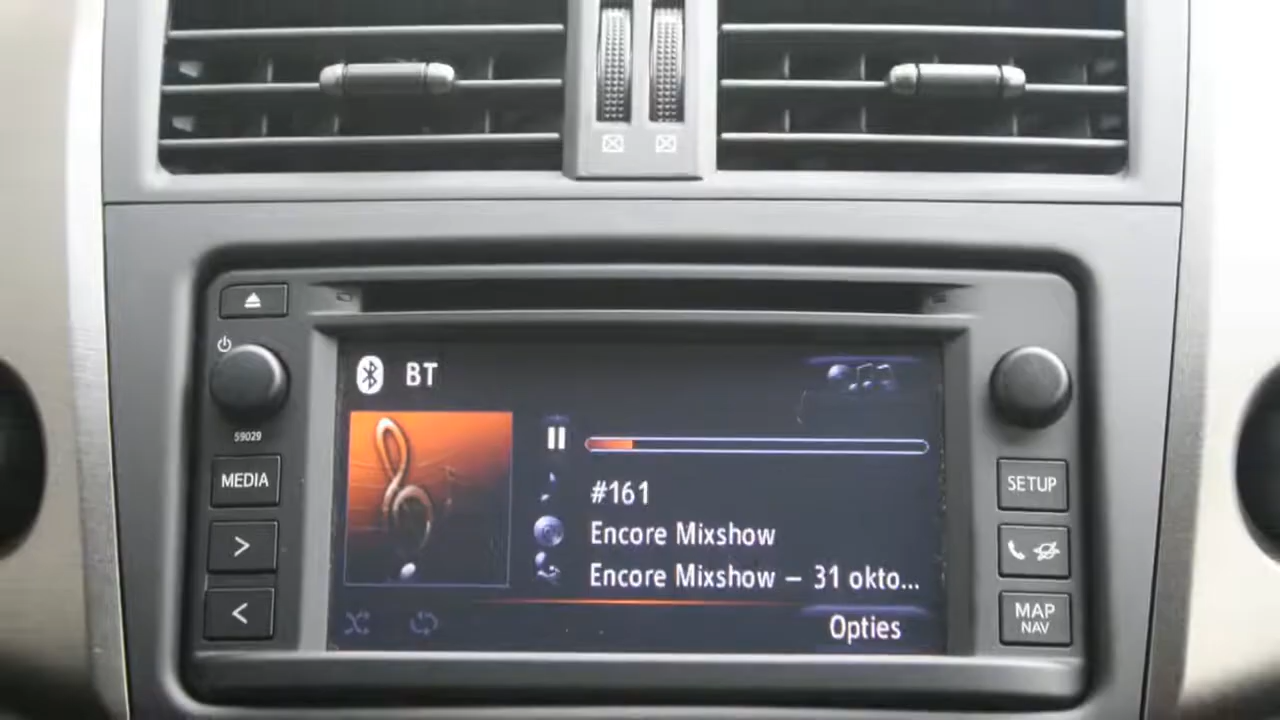 BT
59029
MEDIA
#161
Encore Mixshow
Encore Mixshow – 31 okto...
Opties
SETUP
MAP
NAV